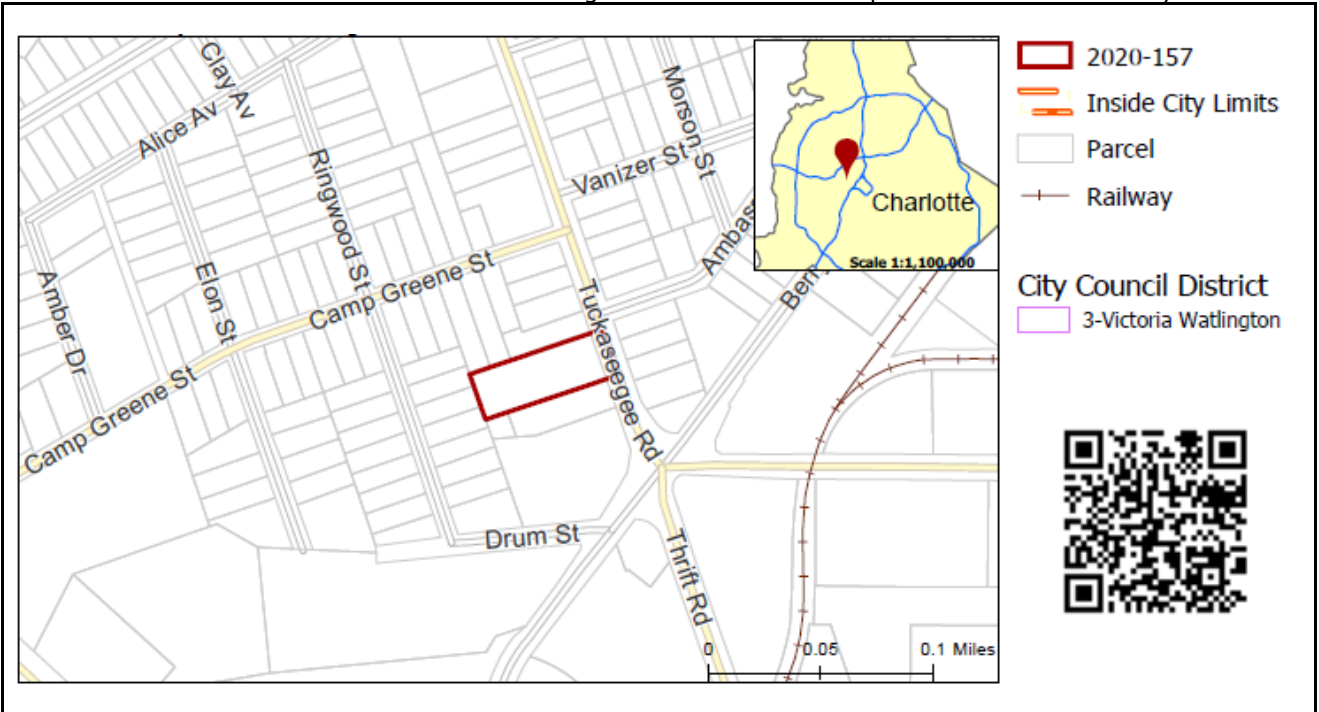 Clay Av
Alice Av
Ringwood St
Morson St
Vanizer St
Charlotte
Scale 1:1,100,000
Elon St
Amber Dr
Camp Greene St
Tuckaseegee Rd
Camp Greene St
Drum St
Thrift Rd
0 0.05 0.1 Miles
2020-157
Inside City Limits
Parcel
Railway
City Council District
3-Victoria Watlington